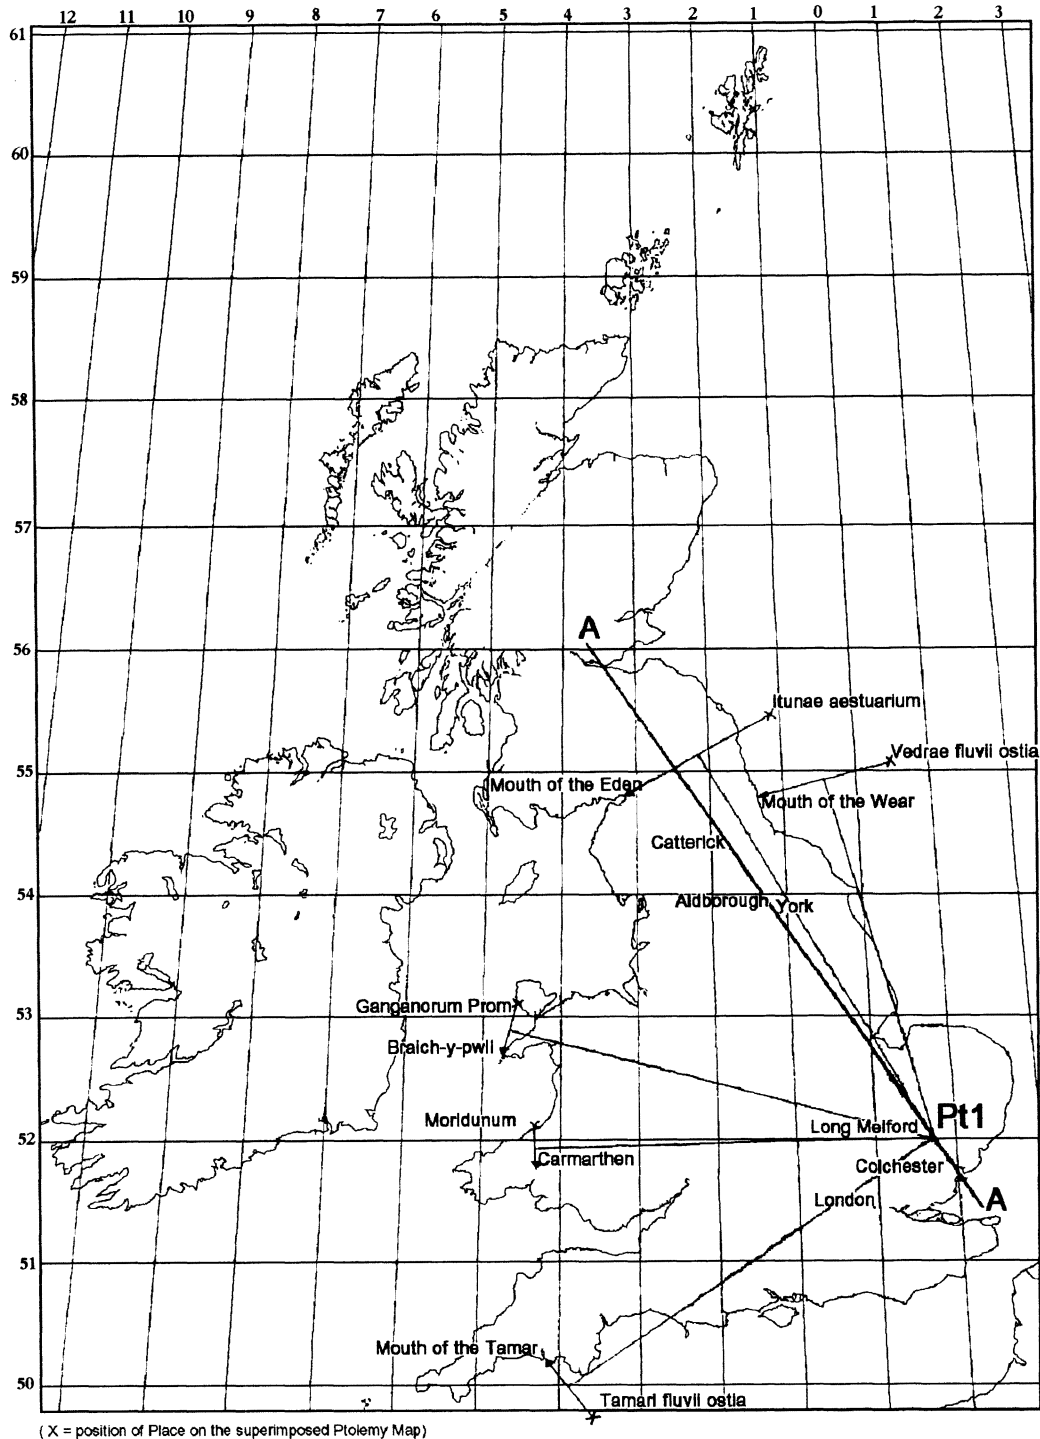 12 11 10 9 8 7 6 5 4 3 2 1 0 1 2 3
61
60
59
58
57
56
A
Itunae aestuarium
Vedrae fluvii ostia
55
Mouth of the Eden
Mouth of the Wear
Catterick
54
Aldborough York
53
Ganganorum Prom
Braich-y-pwll
Pt1
Moridunum
Long Melford
52
Carmarthen
Colchester
London
A
51
Mouth of the Tamar
50
Tamari fluvii ostia
( X = position of Place on the superimposed Ptolemy Map)